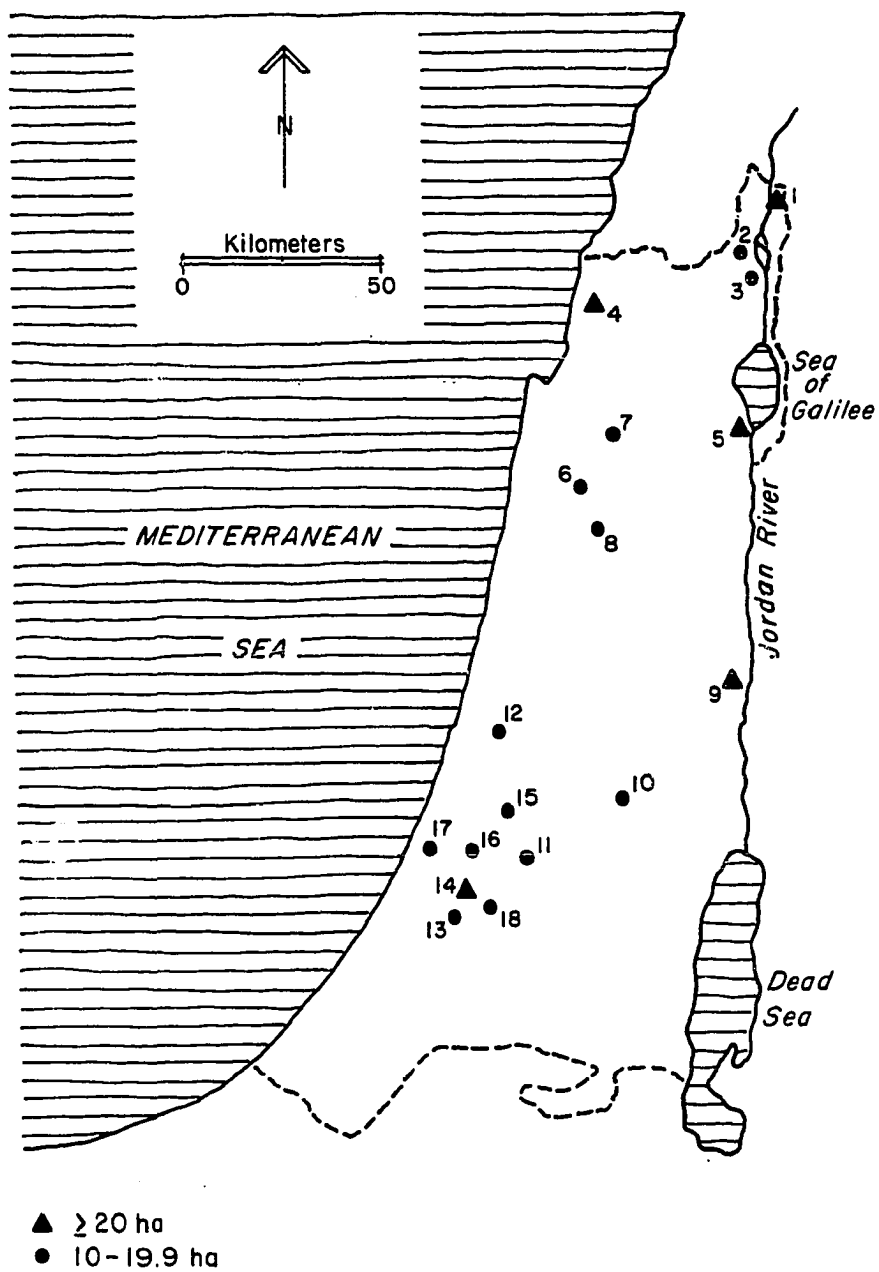 N
Kilometers
0 50
1
2
3
4
Sea
of
Galilee
5
7
6
8
MEDITERRANEAN
Jordan River
SEA
9
12
10
15
17
16
11
14
18
13
Dead
Sea
≥ 20 ha
10-19.9 ha